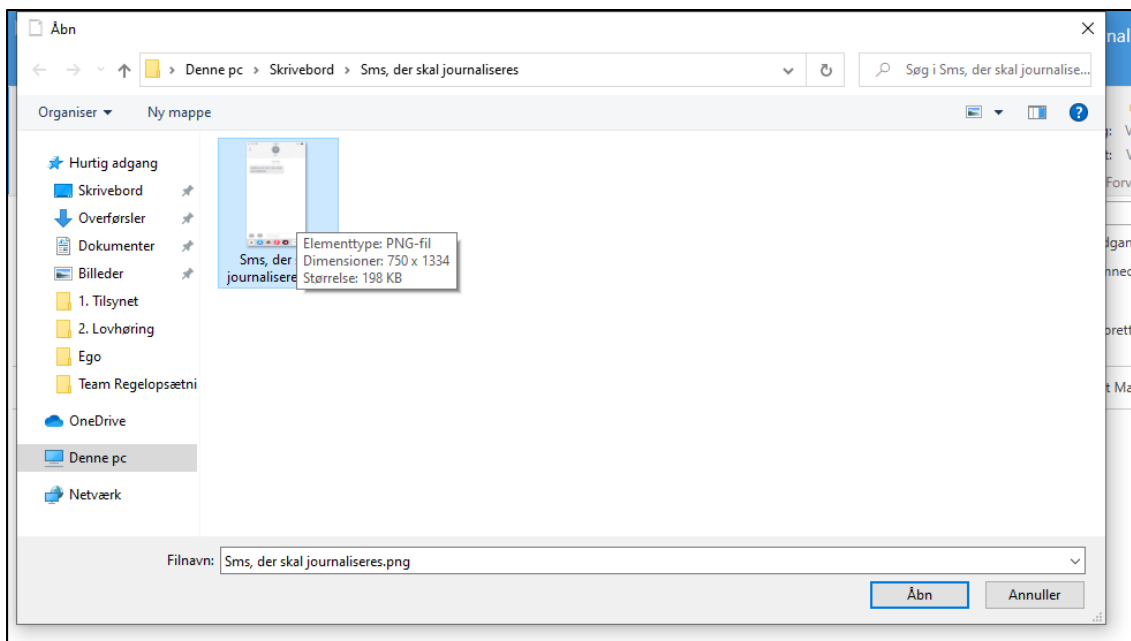 Åbn
Denne pc > Skrivebord > Sms, der skal journaliseres
Søg i Sms, der skal journalise...
Organiser
Ny mappe
Hurtig adgang
Skrivebord
Overførsler
Dokumenter
Billeder
1. Tilsynet
2. Lovhøring
Ego
Team Regelopsætni
OneDrive
Denne pc
Netværk
Sms, der
journalisere
Elementtype: PNG-fil
Dimensioner: 750 x 1334
Størrelse: 198 KB
Filnavn: Sms, der skal journaliseres.png
Åbn
Annuller